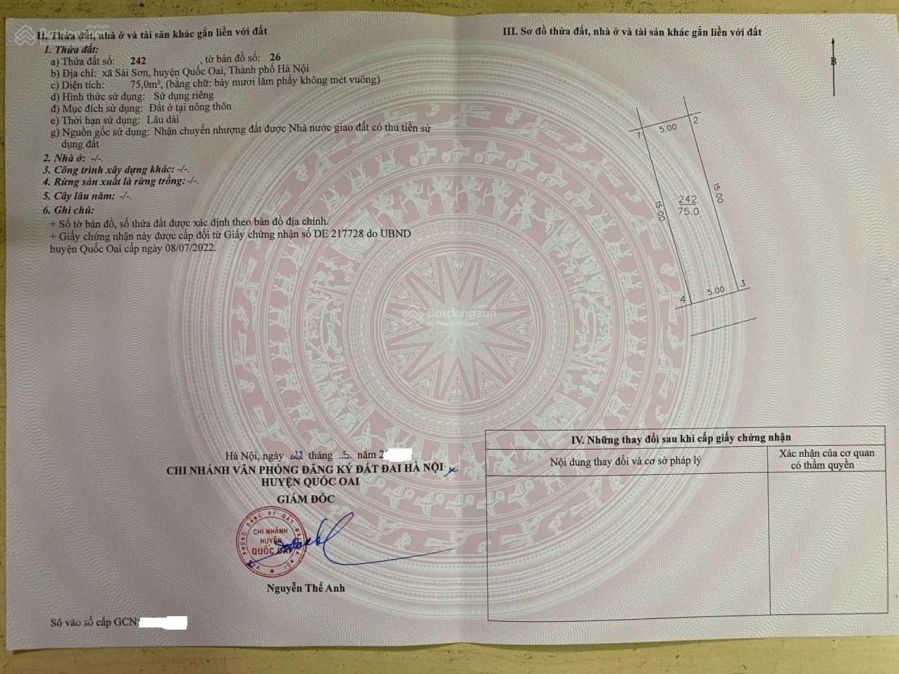 II. Thửa đất, nhà ở và tài sản khác gắn liền với đất
1. Thửa đất:
a) Thửa đất số: 242 , tờ bản đồ số: 26
b) Địa chỉ: xã Sài Sơn, huyện Quốc Oai, Thành phố Hà Nội
c) Diện tích: 75,0m², (bằng chữ: bảy mươi lăm phẩy không mét vuông)
d) Hình thức sử dụng: Sử dụng riêng
đ) Mục đích sử dụng: Đất ở tại nông thôn
e) Thời hạn sử dụng: Lâu dài
g) Nguồn gốc sử dụng: Nhận chuyển nhượng đất được Nhà nước giao đất có thu tiền sử
dụng đất
2. Nhà ở: -/-.
3. Công trình xây dựng khác: -/-.
4. Rừng sản xuất là rừng trồng: -/-.
5. Cây lâu năm: -/-.
6. Ghi chú:
+ Số tờ bản đồ, số thửa đất được xác định theo bản đồ địa chính.
+ Giấy chứng nhận này được cấp đổi từ Giấy chứng nhận số DE 217728 do UBND
huyện Quốc Oai cấp ngày 08/07/2022.
Hà Nội, ngày 22 tháng .5. năm 2
CHI NHÁNH VĂN PHÒNG ĐĂNG KÝ ĐẤT ĐAI HÀ NỘI
HUYỆN QUỐC OAI
GIÁM ĐỐC
CHI NHÁNH
HUYỆN
QUỐC OAI
Nguyễn Thế Anh
Số vào sổ cấp GCN:
III. Sơ đồ thửa đất, nhà ở và tài sản khác gắn liền với đất
B
1
5.00
2
15.00
242
75.0
15.00
4
5.00
3
Batdongsan
IV. Những thay đổi sau khi cấp giấy chứng nhận
Nội dung thay đổi và cơ sở pháp lý
Xác nhận của cơ quan
có thẩm quyền